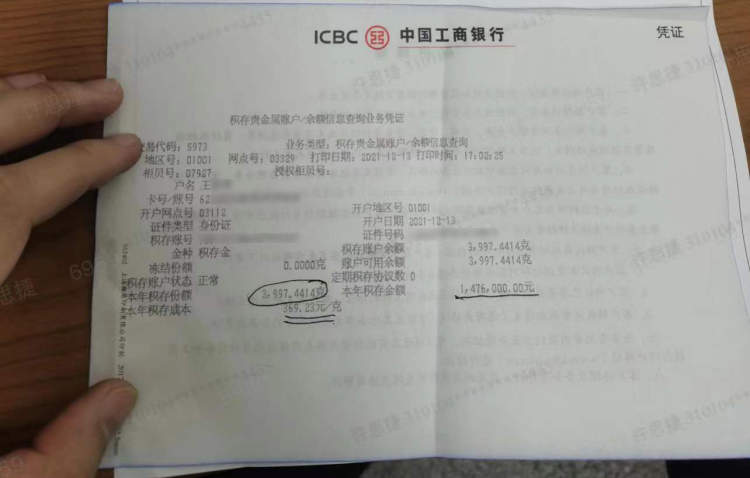 ICBC 中国工商银行
凭证
积存贵金属账户/余额信息查询业务凭证
交易代码: 5973 业务类型: 积存贵金属账户/余额信息查询
地区号: 01001 网点号: 03329 打印日期: 2021-12-13 打印时间: 17:02:25
柜员号: 07927 授权柜员号:
户名 王
卡号/账号 62
开户地区号 01001
开户网点号 03112
开户日期 2021-12-13
证件类型 身份证
证件号码
积存账号
积存账户余额 3,997.4414克
金种 积存金
账户可用余额 3,997.4414克
冻结份额 0.0000克
定期积存协议数 0
积存账户状态 正常
本年积存份额 3,997.4414克
本年积存金额 1,476,000.00元
本年积存成本 369.23元/克